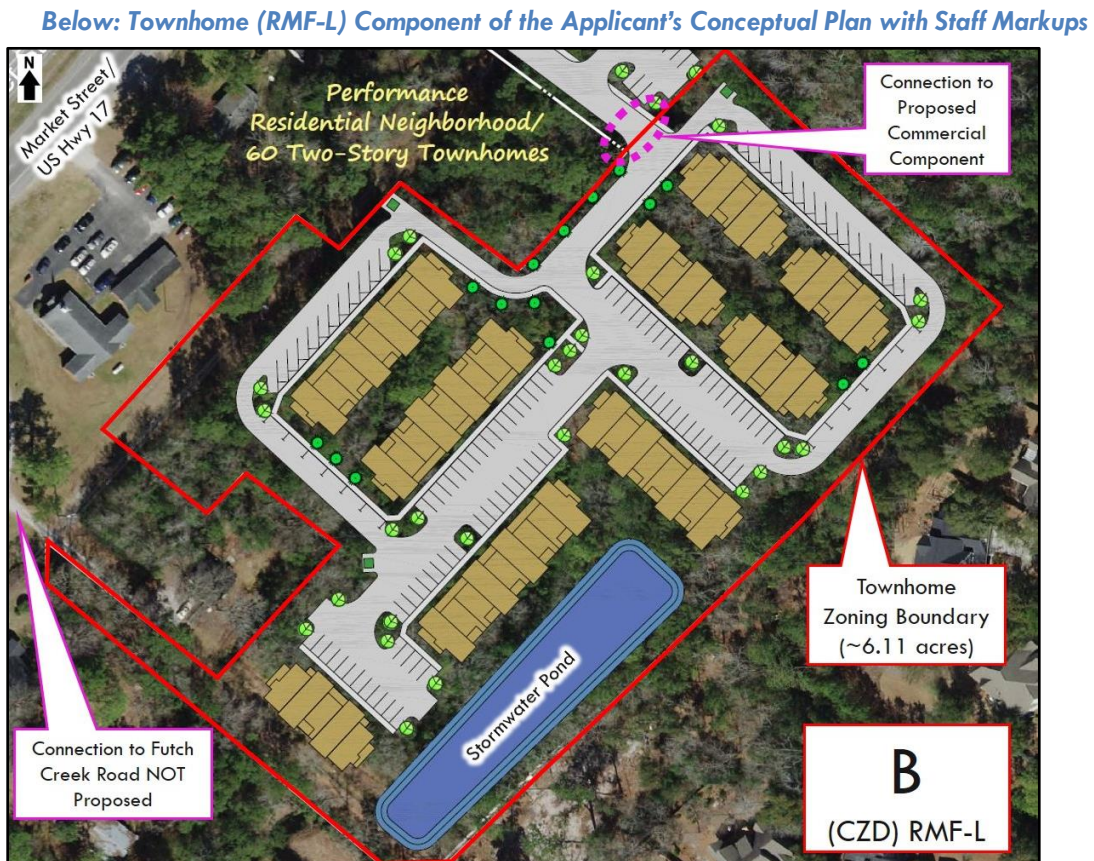 Below: Townhome (RMF-L) Component of the Applicant's Conceptual Plan with Staff Markups
N
Market Street/
US Hwy 17
Performance
Residential Neighborhood/
60 Two-Story Townhomes
Connection to
Proposed
Commercial
Component
Townhome
Zoning Boundary
(~6.11 acres)
Stormwater Pond
Connection to Futch
Creek Road NOT
Proposed
B
(CZD) RMF-L